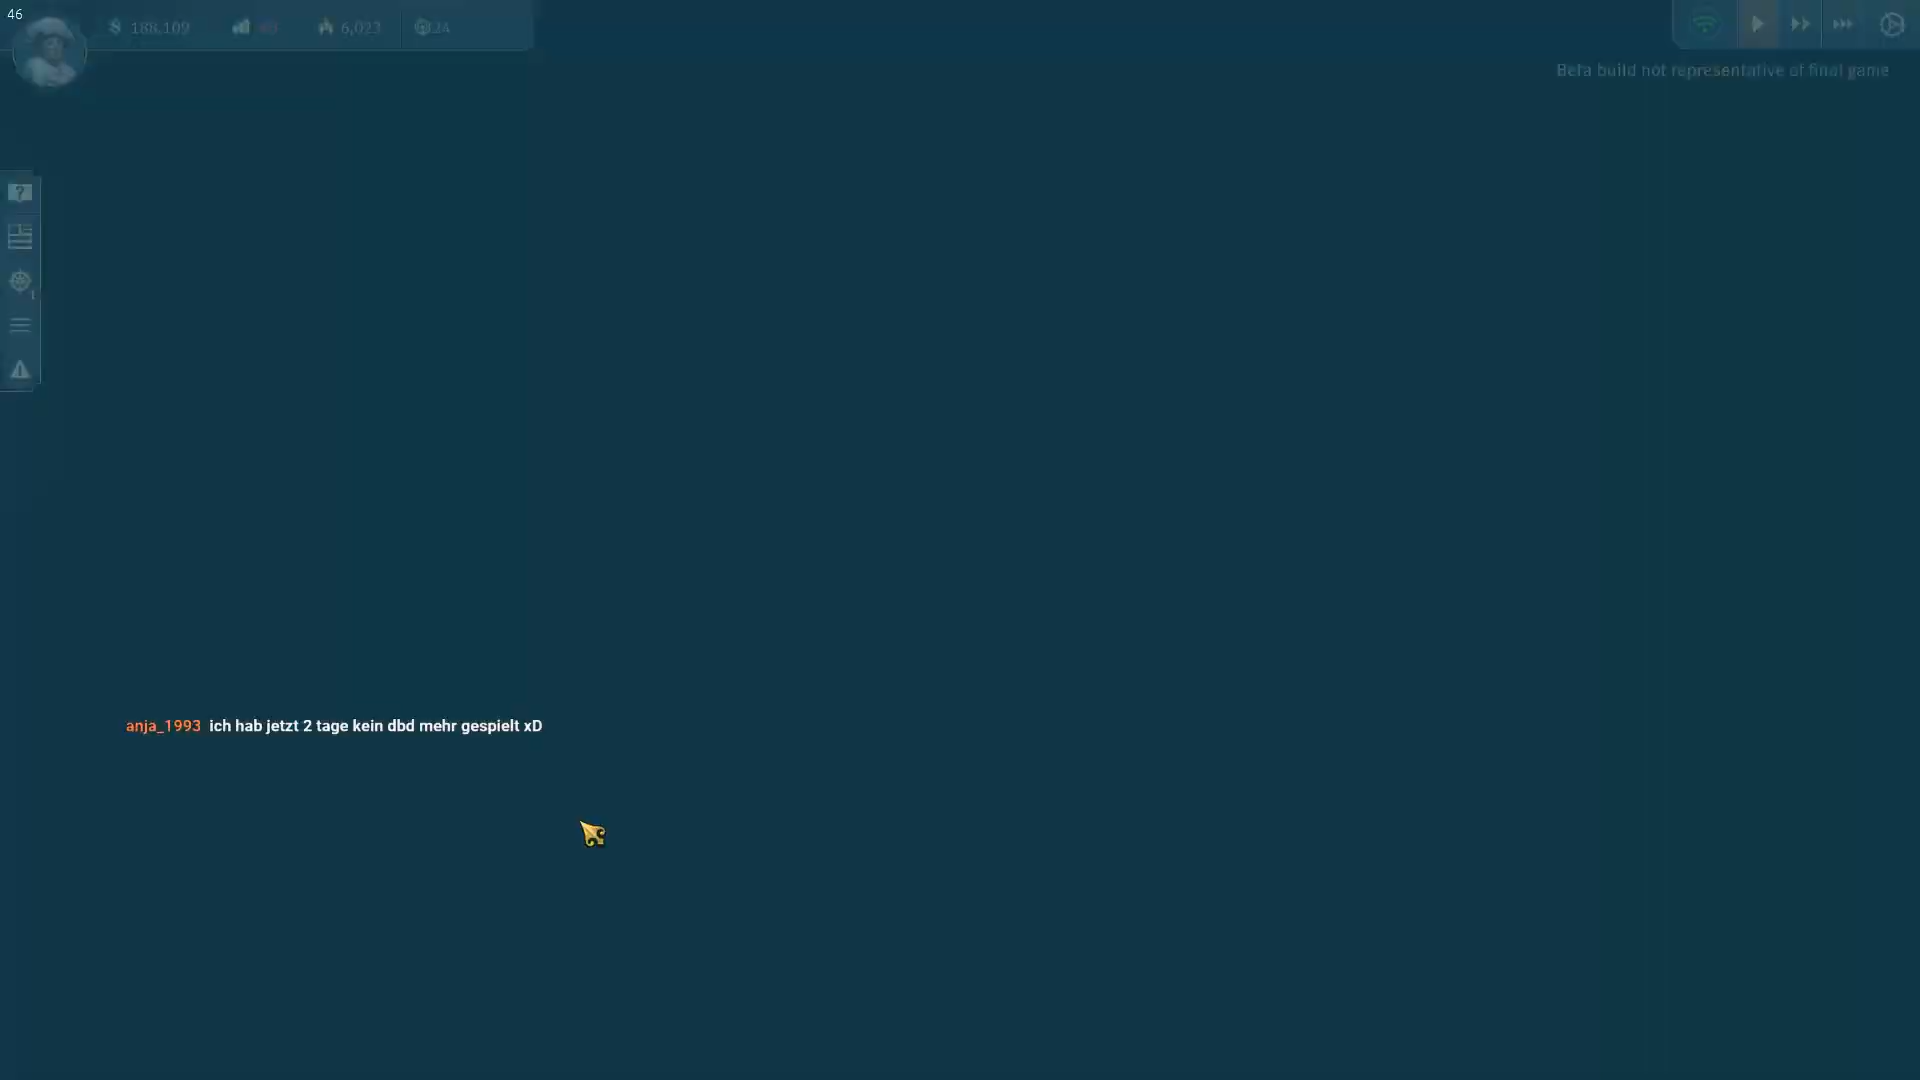 46
188,109
6,023
Beta build not representative of final game
1
anja_1993 ich hab jetzt 2 tage kein dbd mehr gespielt xD